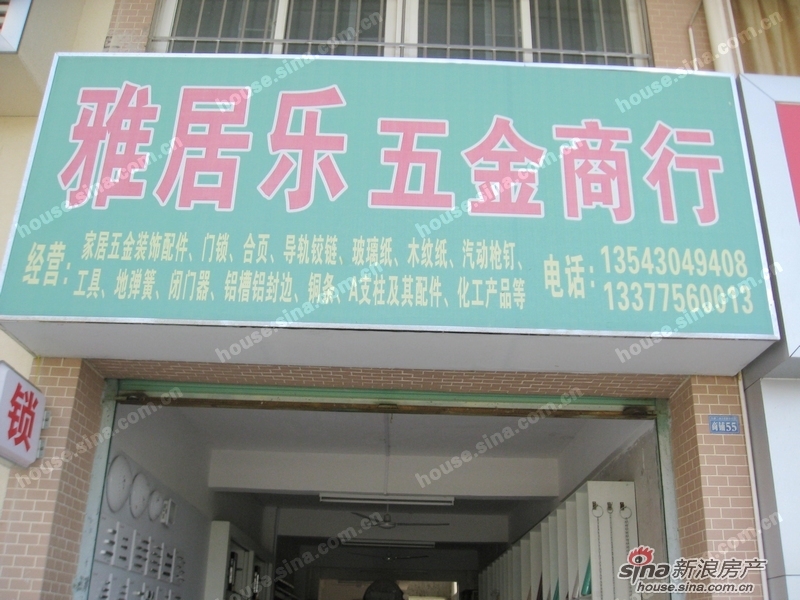 雅居乐 五金商行
经营：家居五金装饰配件、门锁、合页、导轨铰链、玻璃纸、木纹纸、汽动枪钉、
工具、地弹簧、闭门器、铝槽铝封边、铜条、A支柱及其配件、化工产品等
电话：13543049408
13377560013
锁
商铺55
sina新浪房产
house.sina.com.cn